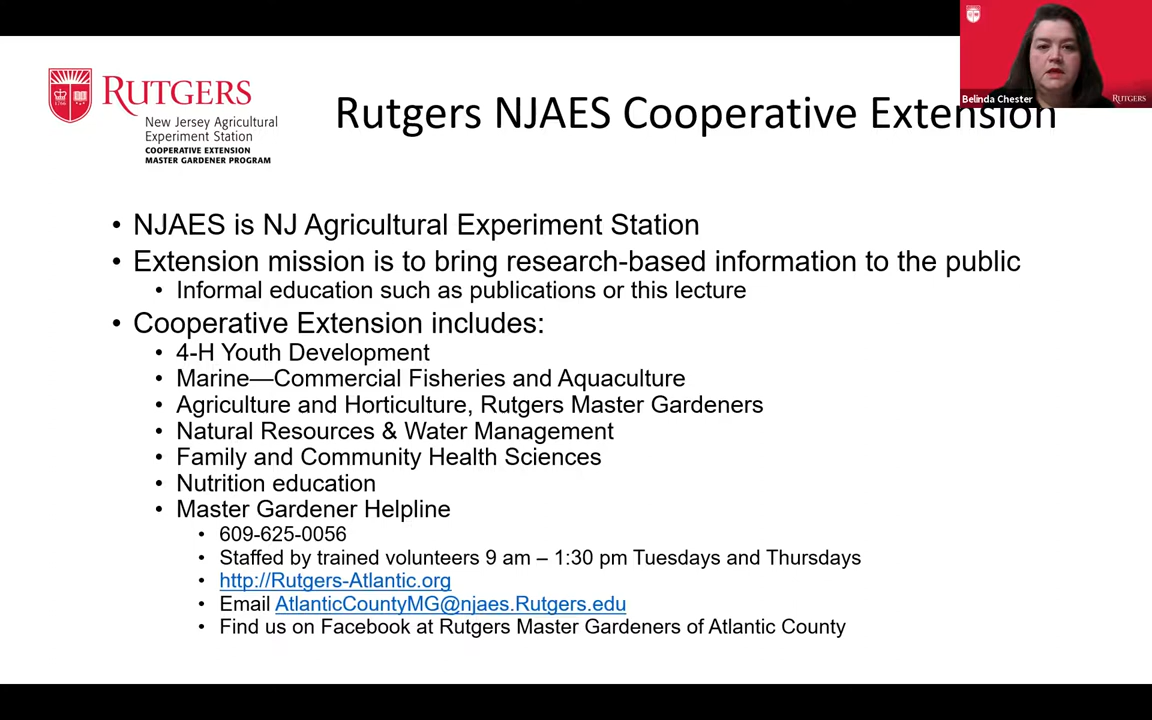 RUTGERS
New Jersey Agricultural
Experiment Station
COOPERATIVE EXTENSION
MASTER GARDENER PROGRAM
1766
Rutgers NJAES Cooperative Extension
Belinda Chester
RUTGERS
• NJAES is NJ Agricultural Experiment Station
• Extension mission is to bring research-based information to the public
• Informal education such as publications or this lecture
• Cooperative Extension includes:
• 4-H Youth Development
• Marine—Commercial Fisheries and Aquaculture
• Agriculture and Horticulture, Rutgers Master Gardeners
• Natural Resources & Water Management
• Family and Community Health Sciences
• Nutrition education
• Master Gardener Helpline
• 609-625-0056
• Staffed by trained volunteers 9 am – 1:30 pm Tuesdays and Thursdays
• http://Rutgers-Atlantic.org
• Email AtlanticCountyMG@njaes.Rutgers.edu
• Find us on Facebook at Rutgers Master Gardeners of Atlantic County